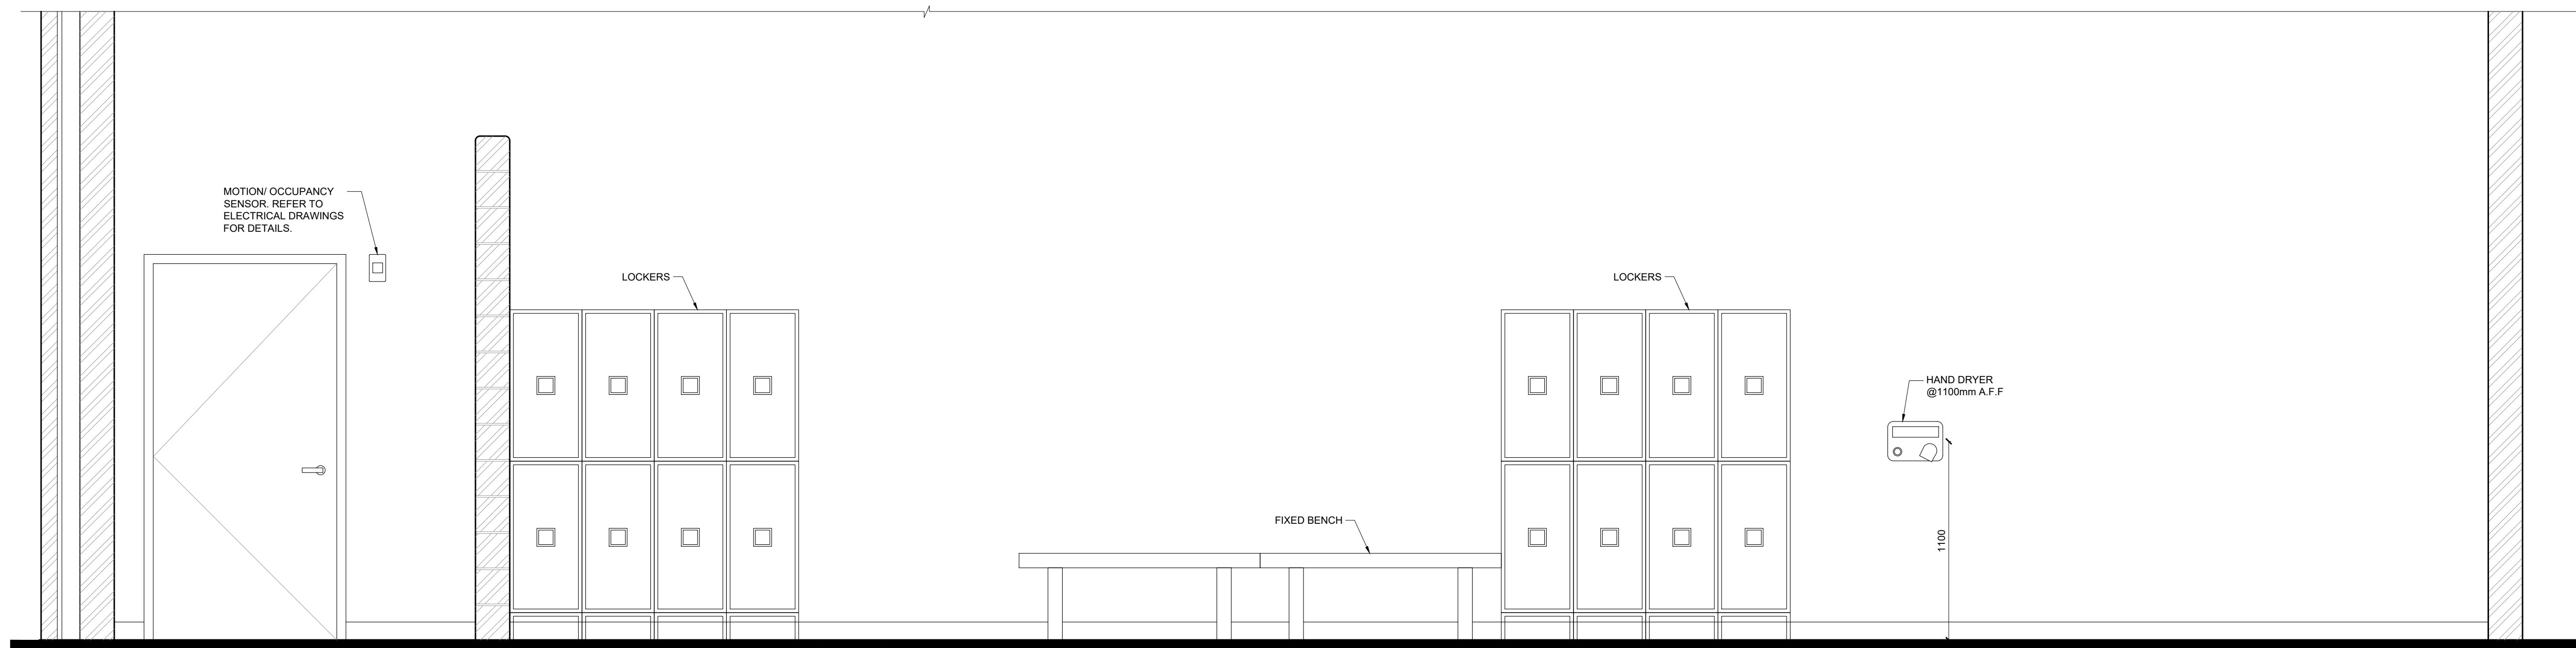 MOTION/ OCCUPANCY
SENSOR. REFER TO
ELECTRICAL DRAWINGS
FOR DETAILS.
LOCKERS
LOCKERS
HAND DRYER
@1100mm A.F.F
FIXED BENCH
1100